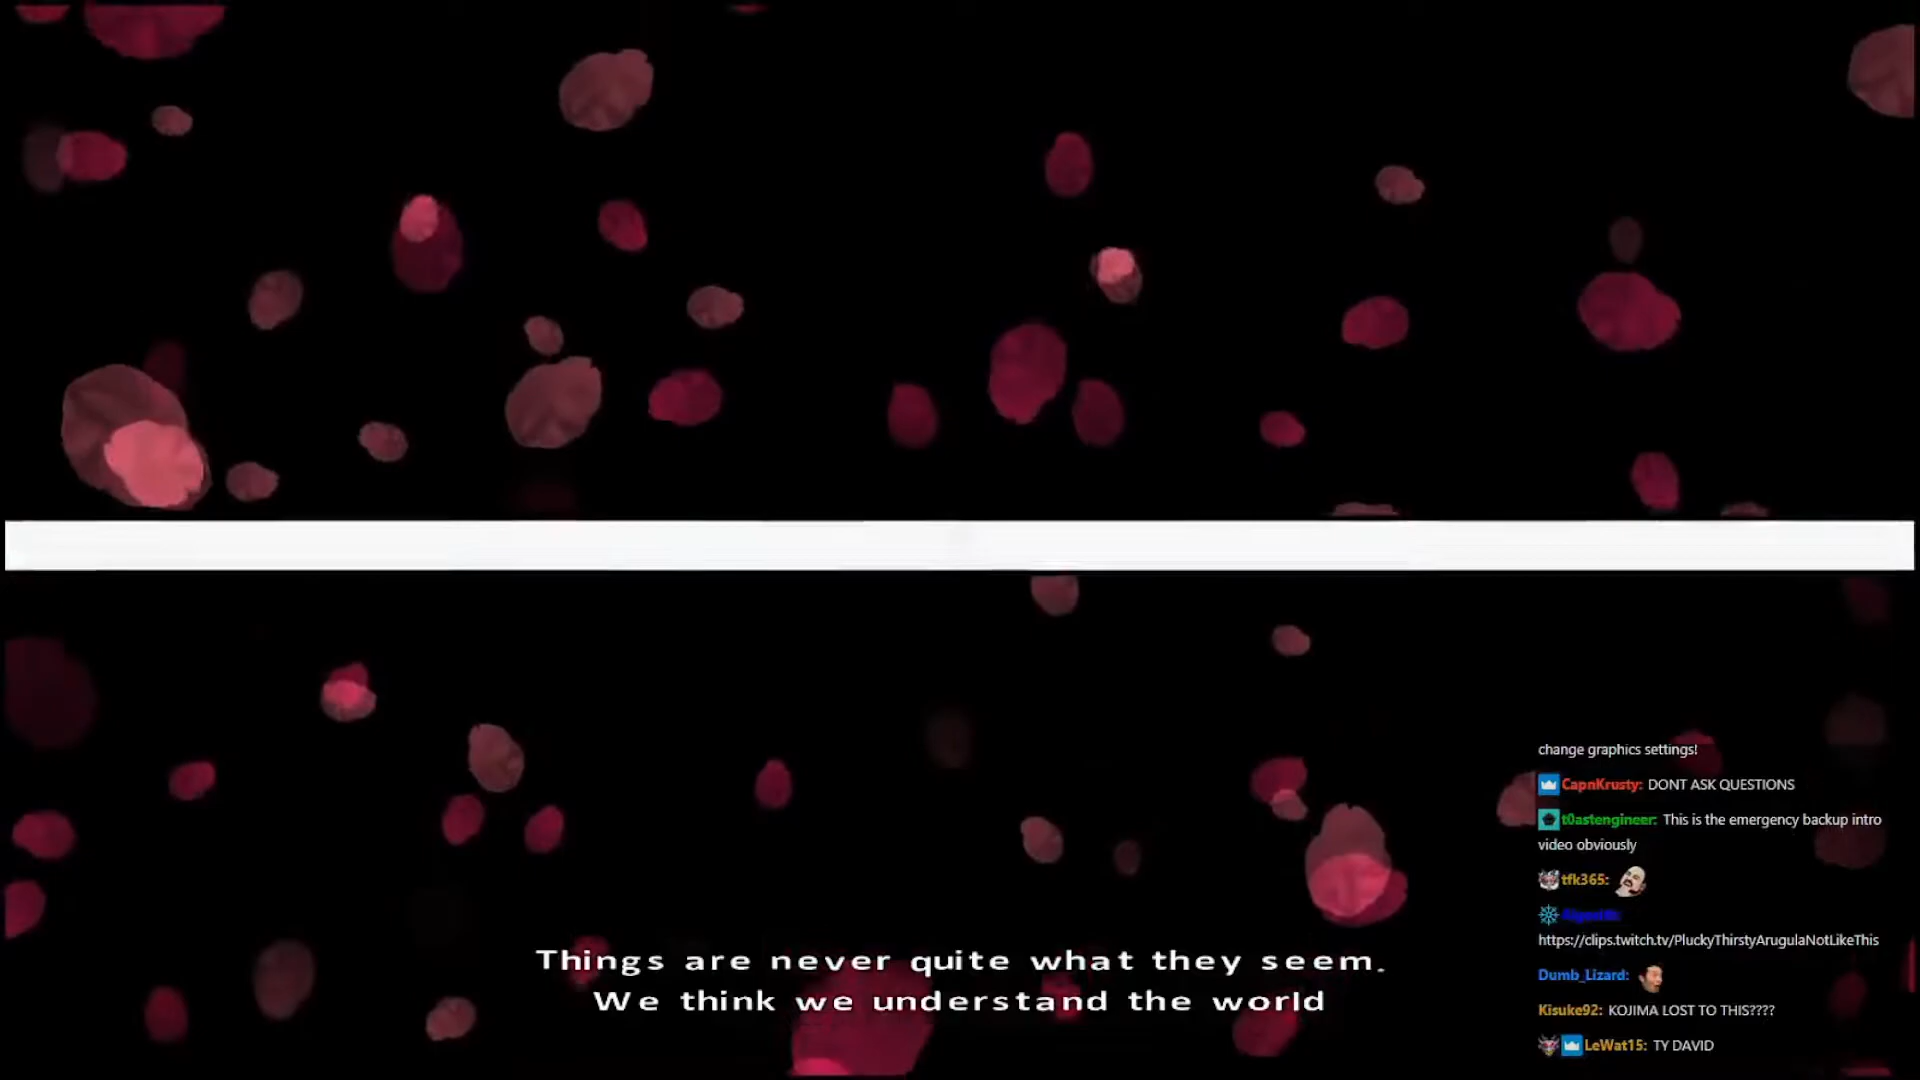 Things are never quite what they seem.
We think we understand the world
change graphics settings!
CapnKrusty: DONT ASK QUESTIONS
t0astengineer: This is the emergency backup intro
video obviously
tfk365:
https://clips.twitch.tv/PluckyThirstyArugulaNotLikeThis
Dumb_Lizard:
Kisuke92: KOJIMA LOST TO THIS????
LeWat15: TY DAVID